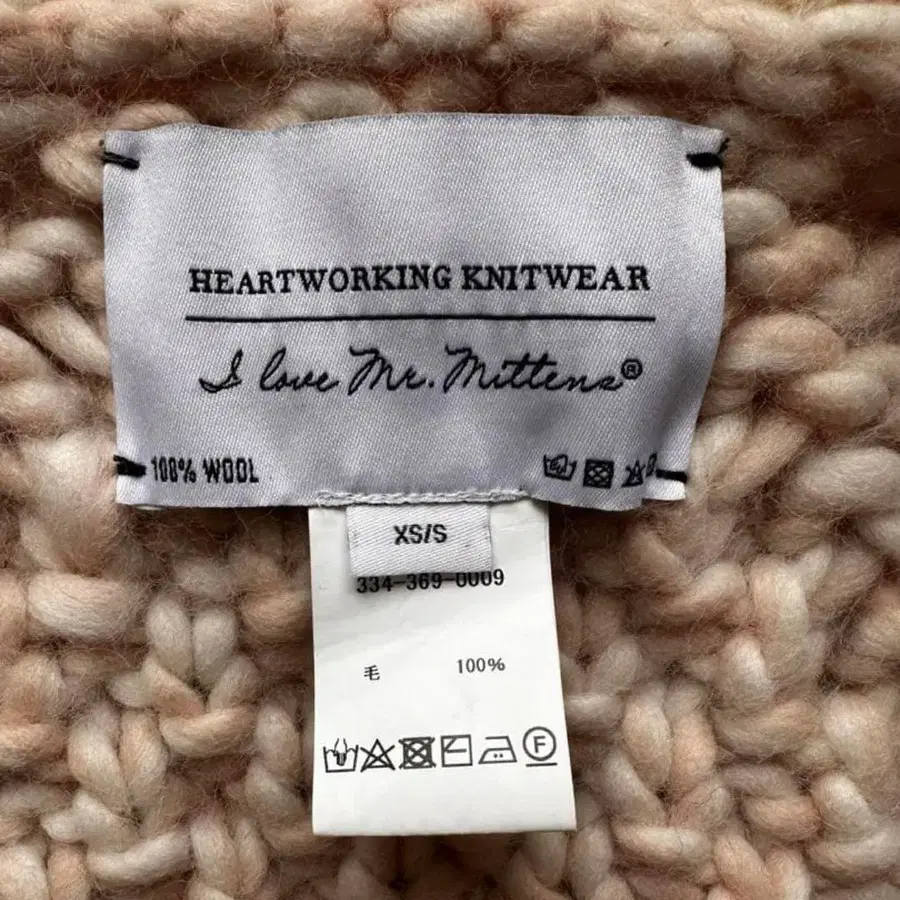 HEARTWORKING KNITWEAR
I love Mr. Mittens®
100% WOOL
XS/S
334-369-0009
毛 100%
F